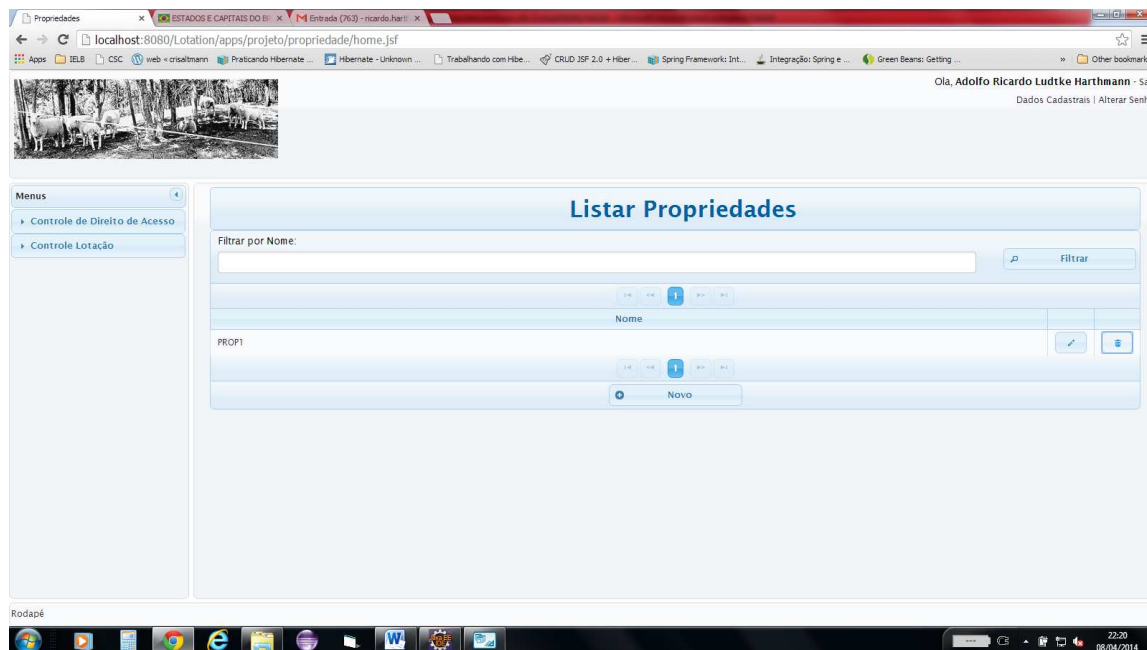 Propriedades
ESTADOS E CAPITAIS DO
Entrada (763) - ricardo.hart
localhost:8080/Lotation/apps/projeto/propriedade/home.jsf
Apps IELB CSC web « crisaltmann Praticando Hibernate ... Hibernate - Unknown ... Trabalhando com Hibe... CRUD JSF 2.0 + Hiber... Spring Framework: Int... Integração: Spring e ... Green Beans: Getting ... » Other bookmark
Ola, Adolfo Ricardo Ludtke Harthmann - Sa
Dados Cadastrais | Alterar Senh
Menus
Controle de Direito de Acesso
Controle Lotação
Listar Propriedades
Filtrar por Nome:
Filtrar
1
Nome
PROP1
1
Novo
Rodapé
22:20
08/04/2014